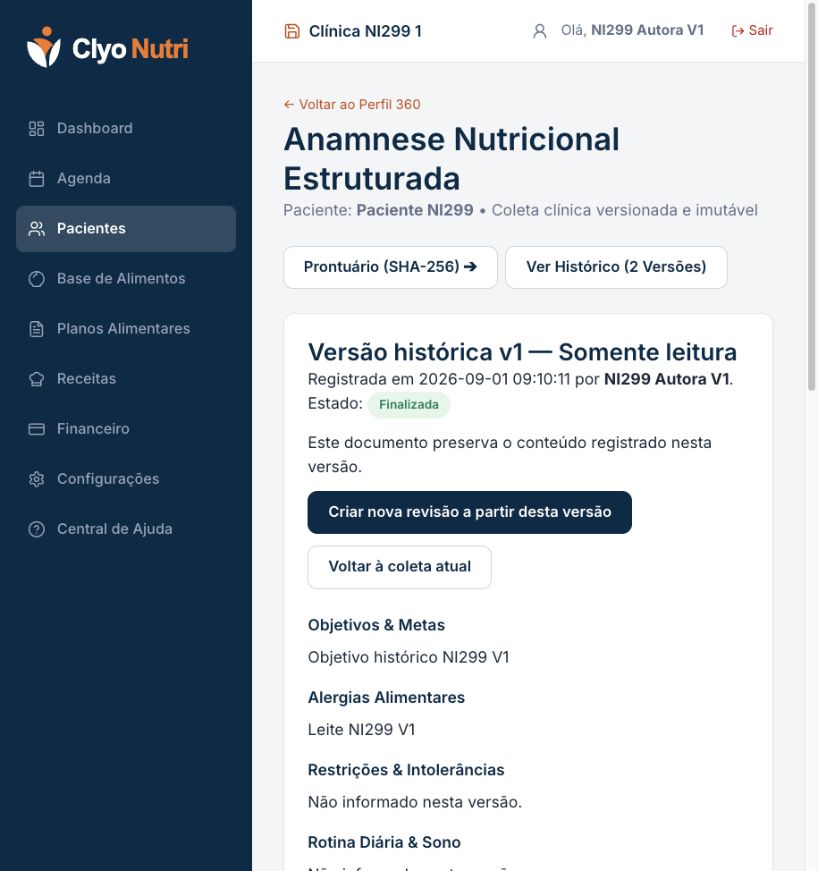 Clyo Nutri
Dashboard
Agenda
Pacientes
Base de Alimentos
Planos Alimentares
Receitas
Financeiro
Configurações
Central de Ajuda
Clínica NI299 1
Olá, NI299 Autora V1
Sair
← Voltar ao Perfil 360
Anamnese Nutricional
Estruturada
Paciente: Paciente NI299 • Coleta clínica versionada e imutável
Prontuário (SHA-256) ➔
Ver Histórico (2 Versões)
Versão histórica v1 — Somente leitura
Registrada em 2026-09-01 09:10:11 por NI299 Autora V1.
Estado: Finalizada
Este documento preserva o conteúdo registrado nesta
versão.
Criar nova revisão a partir desta versão
Voltar à coleta atual
Objetivos & Metas
Objetivo histórico NI299 V1
Alergias Alimentares
Leite NI299 V1
Restrições & Intolerâncias
Não informado nesta versão.
Rotina Diária & Sono